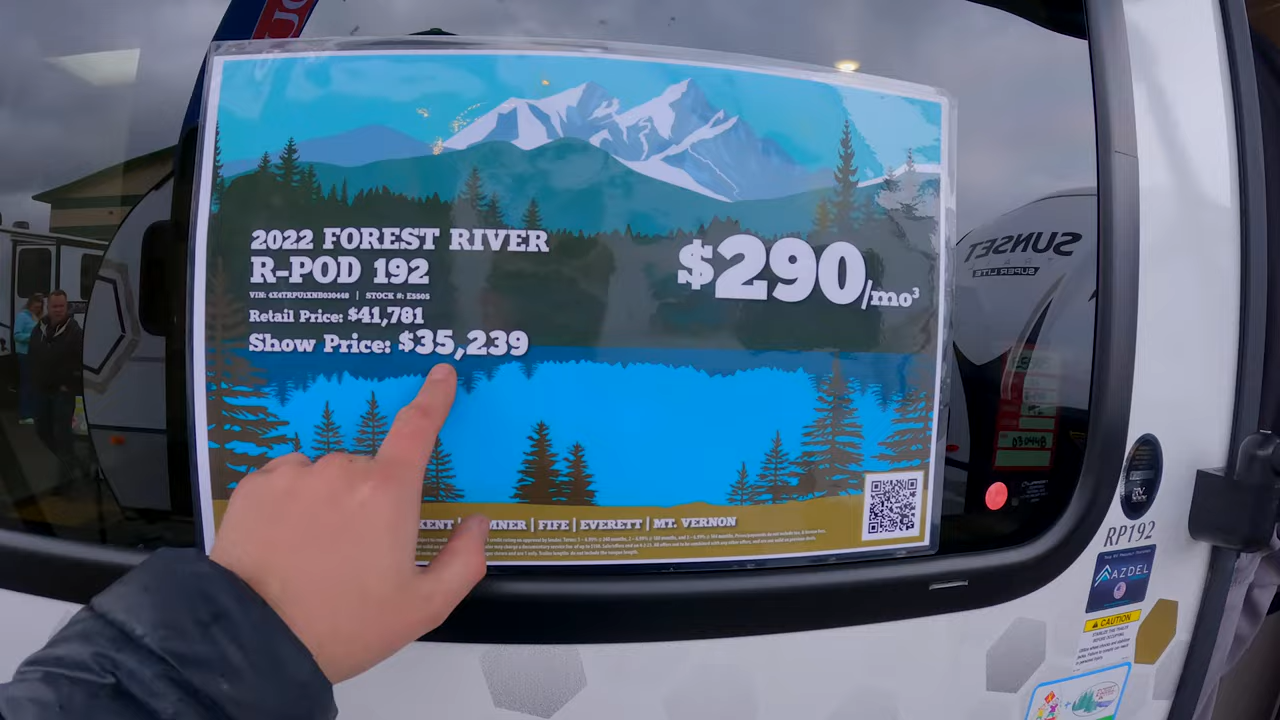 2022 FOREST RIVER
R-POD 192
VIN: 4X4TRPU1XNB030448 | STOCK #: E3505
Retail Price: $41,781
Show Price: $35,239
$290/mo³
KENT | MNER | FIFE | EVERETT | MT. VERNON
SUNSET
SUPER LITE
RP192
AZDEL
CAUTION